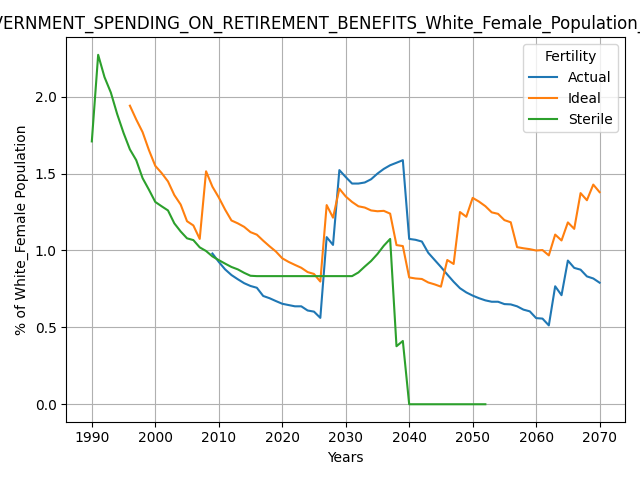 VERNMENT_SPENDING_ON_RETIREMENT_BENEFITS_White_Female_Population_
Fertility
Actual
Ideal
Sterile
% of White_Female Population
2.0
1.5
1.0
0.5
0.0
1990 2000 2010 2020 2030 2040 2050 2060 2070
Years